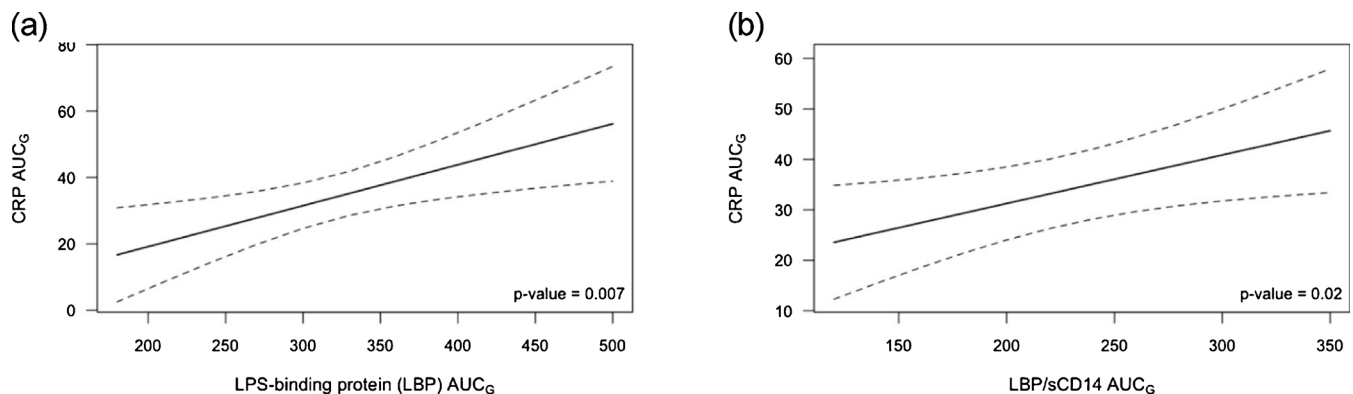 (a)
80
60
40
20
0
CRP AUCG
p-value = 0.007
200 250 300 350 400 450 500
LPS-binding protein (LBP) AUCG
(b)
60
50
40
30
20
10
CRP AUCG
p-value = 0.02
150 200 250 300 350
LBP/sCD14 AUCG